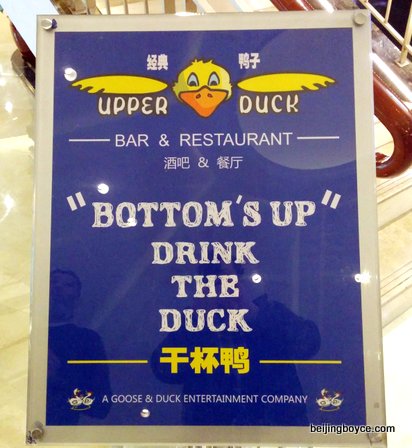 经典 鸭子
UPPER DUCK
BAR & RESTAURANT
酒吧 & 餐厅
"BOTTOM'S UP"
DRINK
THE
DUCK
干杯鸭
A GOOSE & DUCK ENTERTAINMENT COMPANY
beijingboyce.com